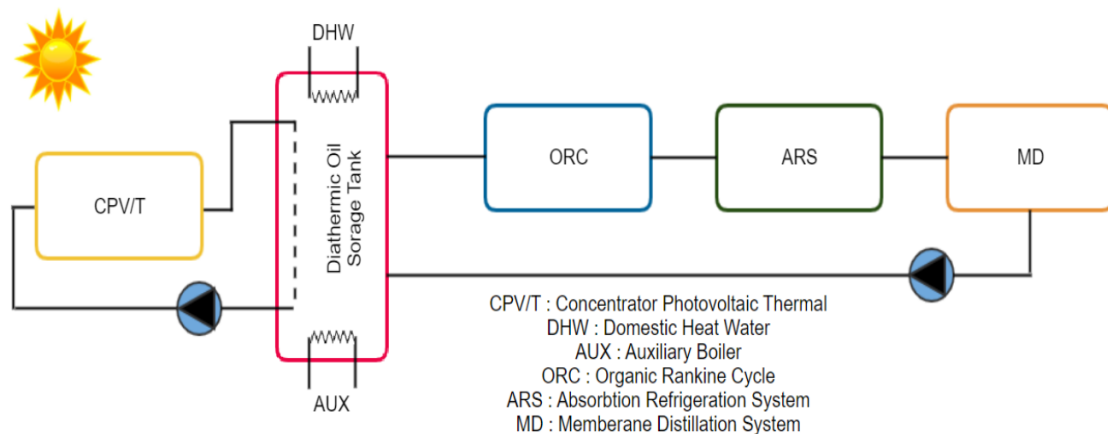 DHW
CPV/T
Diathermic Oil
Sorage Tank
ORC
ARS
MD
AUX
CPV/T : Concentrator Photovoltaic Thermal
DHW : Domestic Heat Water
AUX : Auxiliary Boiler
ORC : Organic Rankine Cycle
ARS : Absorbtion Refrigeration System
MD : Memberane Distillation System